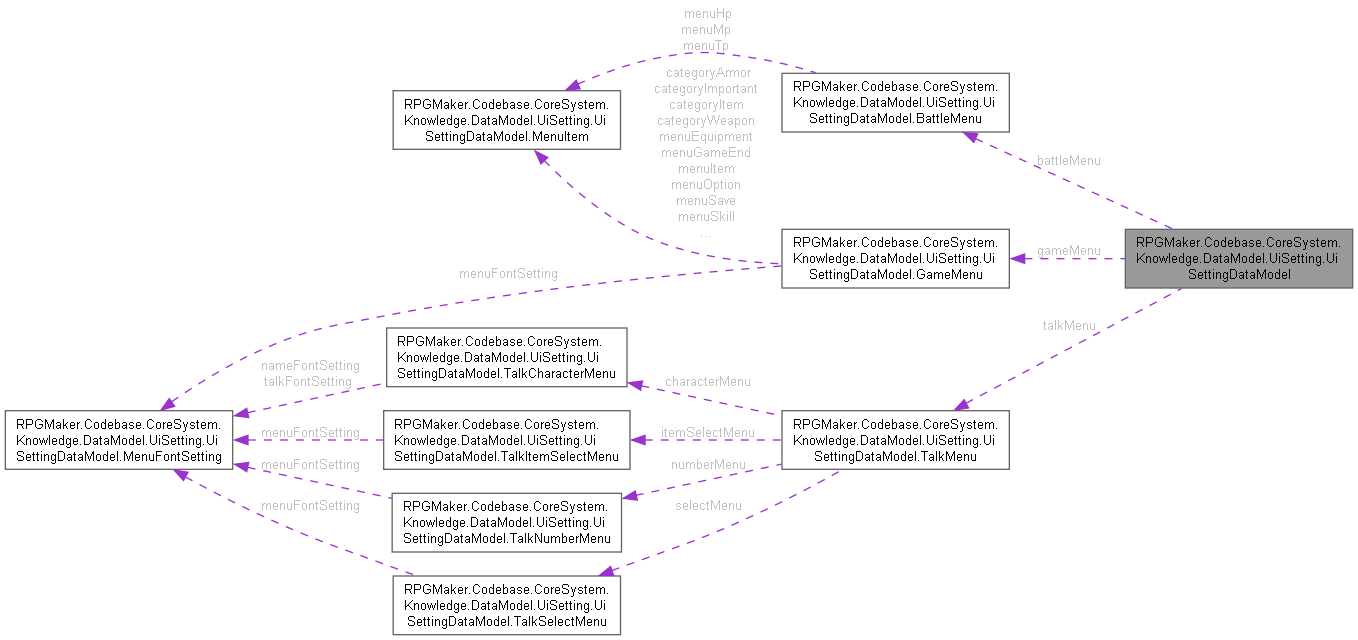 menuHp
menuMp
menuTp
categoryArmor
categoryImportant
categoryItem
categoryWeapon
menuEquipment
menuGameEnd
menuItem
menuOption
menuSave
menuSkill
...
RPGMaker.Codebase.CoreSystem.
Knowledge.DataModel.UiSetting.Ui
SettingDataModel.MenuItem
RPGMaker.Codebase.CoreSystem.
Knowledge.DataModel.UiSetting.Ui
SettingDataModel.BattleMenu
battleMenu
RPGMaker.Codebase.CoreSystem.
Knowledge.DataModel.UiSetting.Ui
SettingDataModel.GameMenu
gameMenu
RPGMaker.Codebase.CoreSystem.
Knowledge.DataModel.UiSetting.Ui
SettingDataModel
menuFontSetting
talkMenu
RPGMaker.Codebase.CoreSystem.
Knowledge.DataModel.UiSetting.Ui
SettingDataModel.TalkCharacterMenu
nameFontSetting
talkFontSetting
characterMenu
RPGMaker.Codebase.CoreSystem.
Knowledge.DataModel.UiSetting.Ui
SettingDataModel.MenuFontSetting
menuFontSetting
RPGMaker.Codebase.CoreSystem.
Knowledge.DataModel.UiSetting.Ui
SettingDataModel.TalkItemSelectMenu
itemSelectMenu
RPGMaker.Codebase.CoreSystem.
Knowledge.DataModel.UiSetting.Ui
SettingDataModel.TalkMenu
menuFontSetting
numberMenu
RPGMaker.Codebase.CoreSystem.
Knowledge.DataModel.UiSetting.Ui
SettingDataModel.TalkNumberMenu
menuFontSetting
selectMenu
RPGMaker.Codebase.CoreSystem.
Knowledge.DataModel.UiSetting.Ui
SettingDataModel.TalkSelectMenu